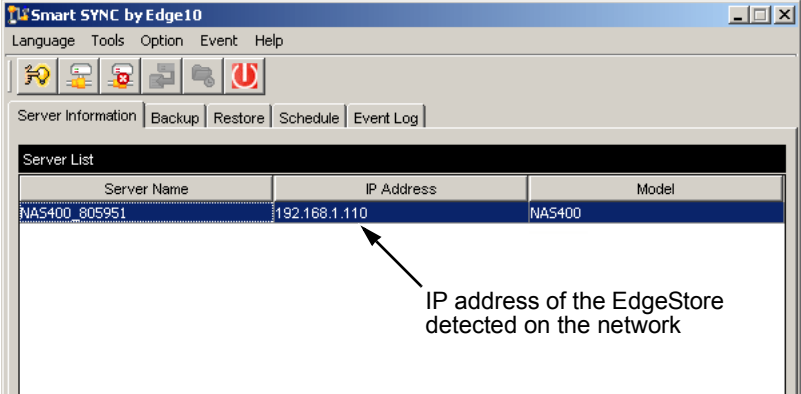 Smart SYNC by Edge10
Language Tools Option Event Help
Server Information Backup Restore Schedule Event Log
Server List
Server Name IP Address Model
NAS400_805951 192.168.1.110 NAS400
IP address of the EdgeStore
detected on the network